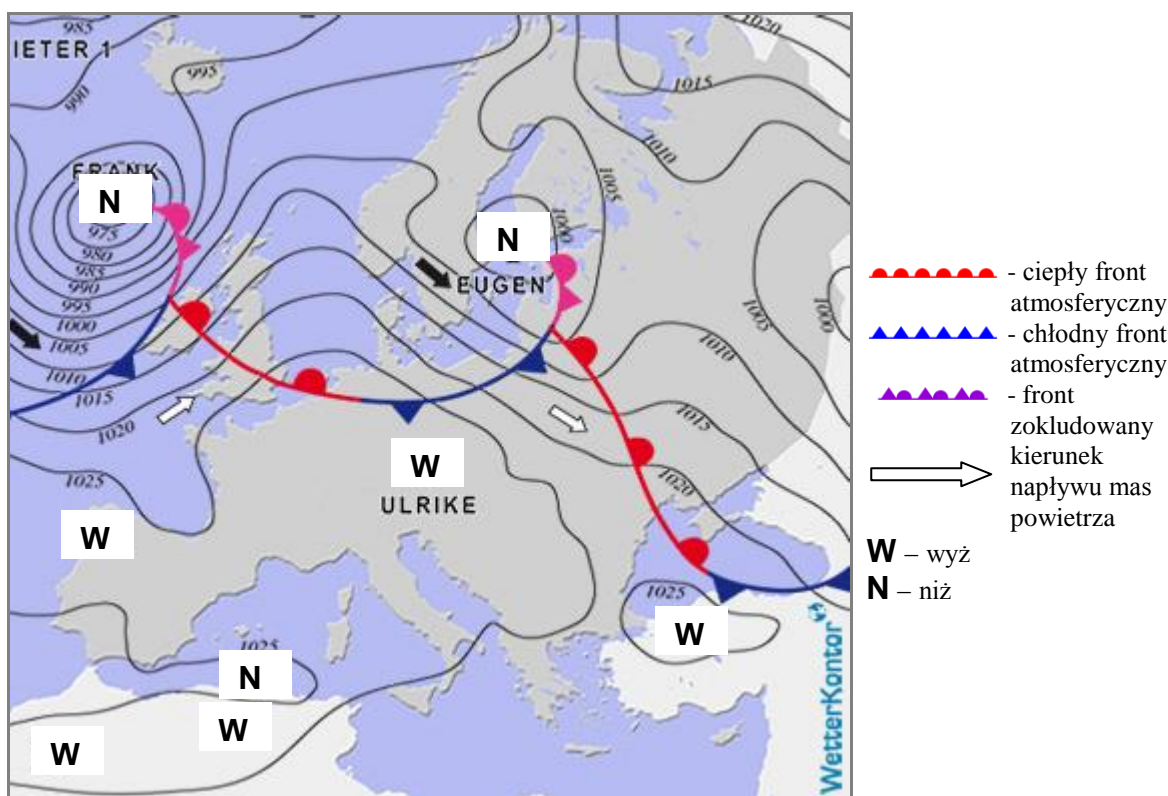 985
IETER 1
990
995
1020
1015
1010
FRANK
N
975
980
985
990
995
1000
1005
1010
1015
1020
1025
1005
N
1000
EUGEN
1005
1000
1010
1015
1020
W
ULRIKE
W
1025
W
1025
N
W
W
WetterKontor
- ciepły front
atmosferyczny
- chłodny front
atmosferyczny
- front
zokludowany
kierunek
napływu mas
powietrza
W – wyż
N – niż